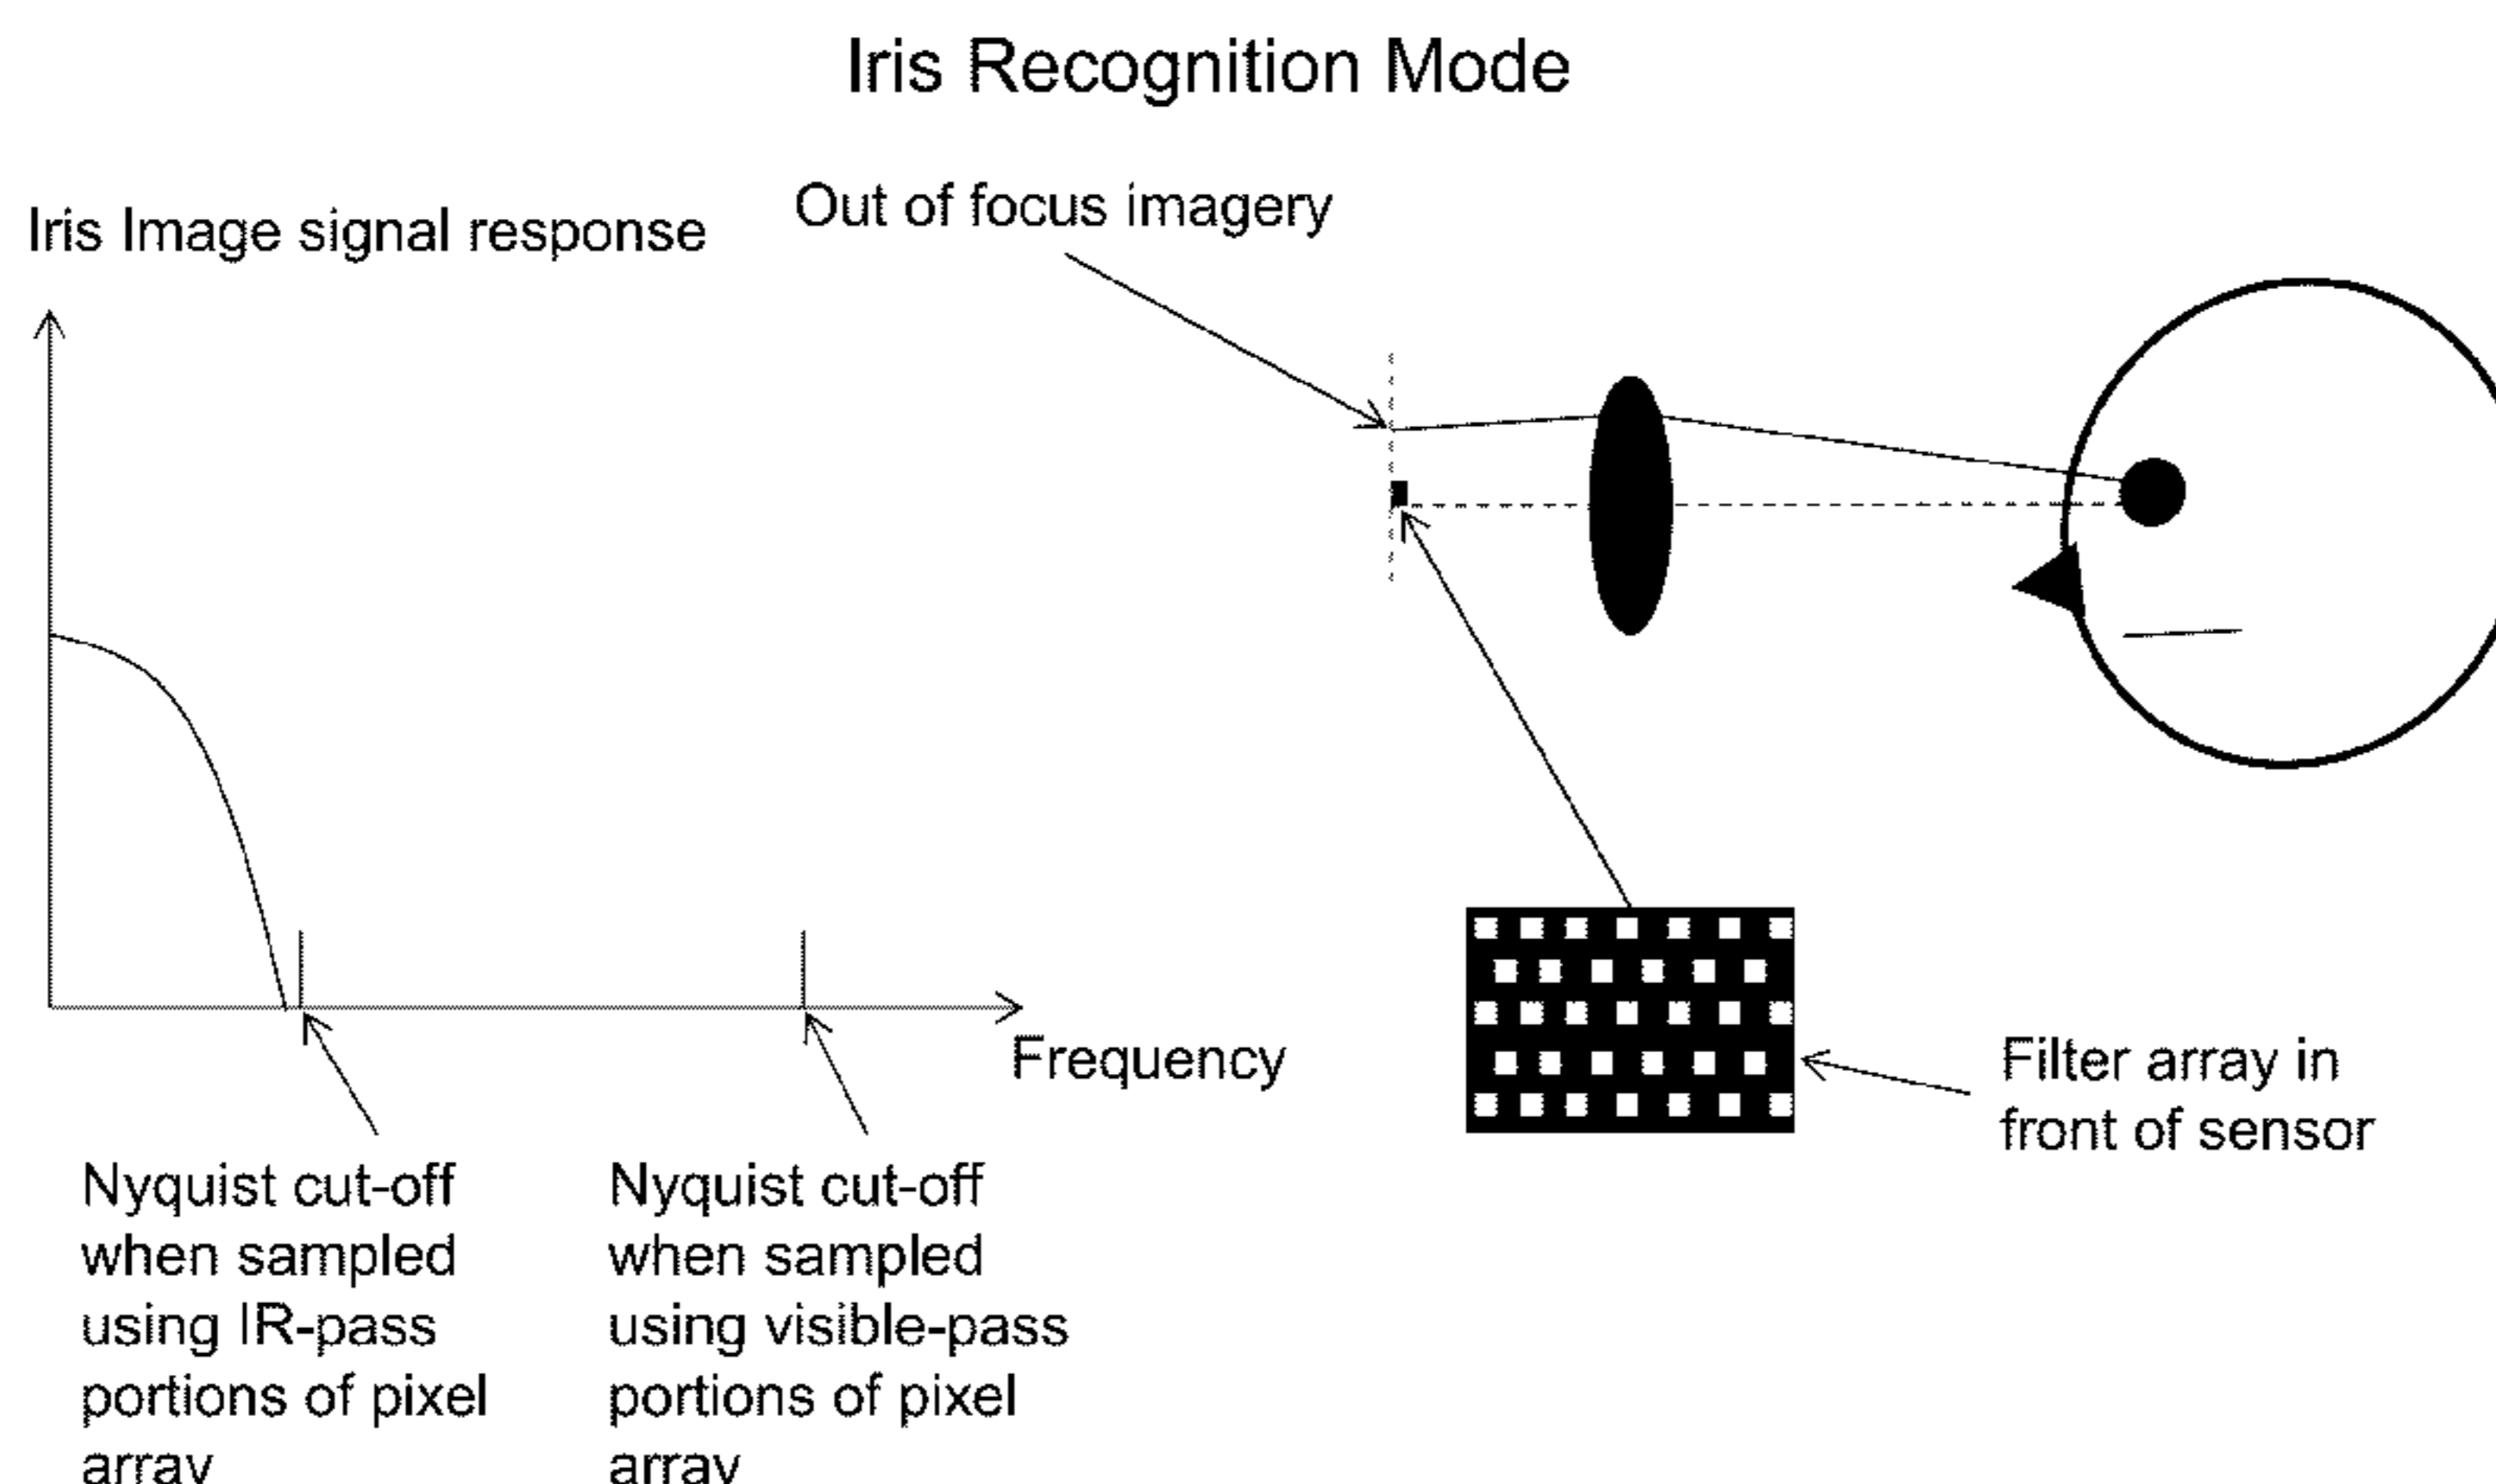 Iris Recognition Mode
Iris Image signal response
Out of focus imagery
Frequency
Filter array in
front of sensor
Nyquist cut-off
when sampled
using IR-pass
portions of pixel
array
Nyquist cut-off
when sampled
using visible-pass
portions of pixel
array